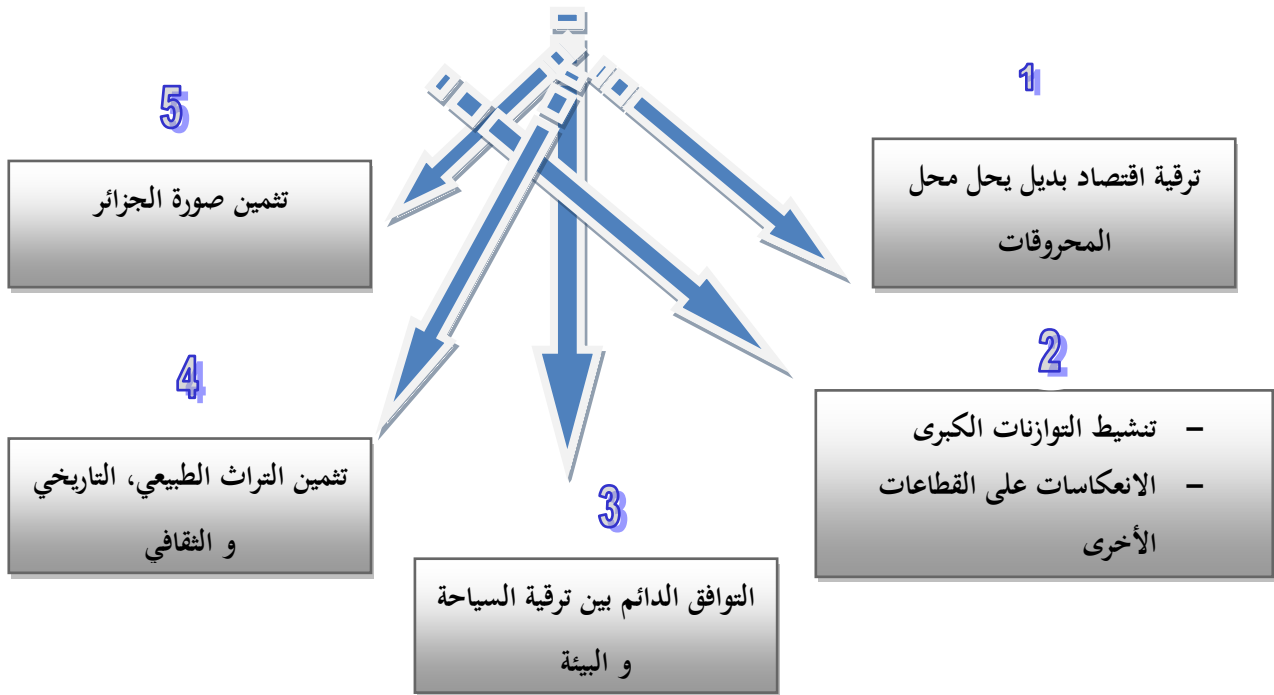 1
ترقية اقتصاد بديل يحل محل
المحروقات
2
– تنشيط التوازنات الكبرى
– الانعكاسات على القطاعات
الأخرى
3
التوافق الدائم بين ترقية السياحة
و البيئة
4
تثمين التراث الطبيعي، التاريخي
و الثقافي
5
تثمين صورة الجزائر